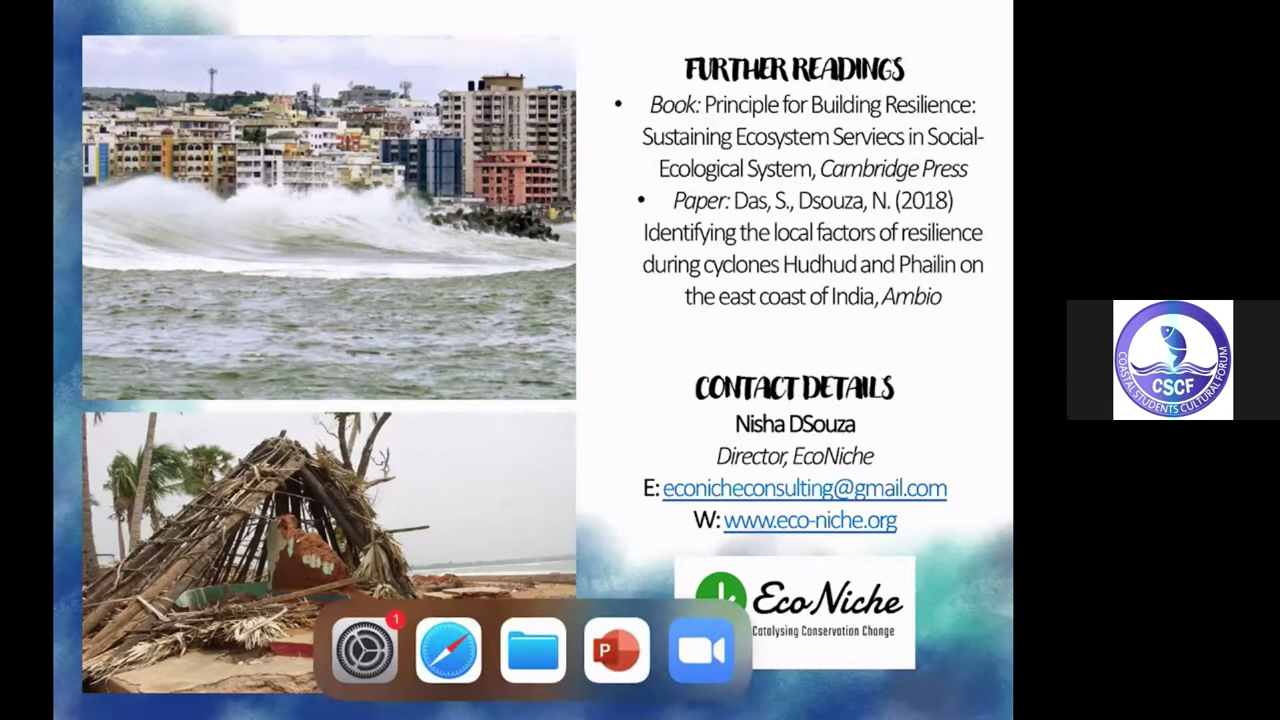 FURTHER READINGS
• Book: Principle for Building Resilience:
Sustaining Ecosystem Serviecs in Social-
Ecological System, Cambridge Press
• Paper: Das, S., Dsouza, N. (2018)
Identifying the local factors of resilience
during cyclones Hudhud and Phailin on
the east coast of India, Ambio
CONTACT DETAILS
Nisha DSouza
Director, EcoNiche
E: econicheconsulting@gmail.com
W: www.eco-niche.org
Eco Niche
Catalysing Conservation Change
1
P
CSCF
COASTAL STUDENTS CULTURAL FORUM